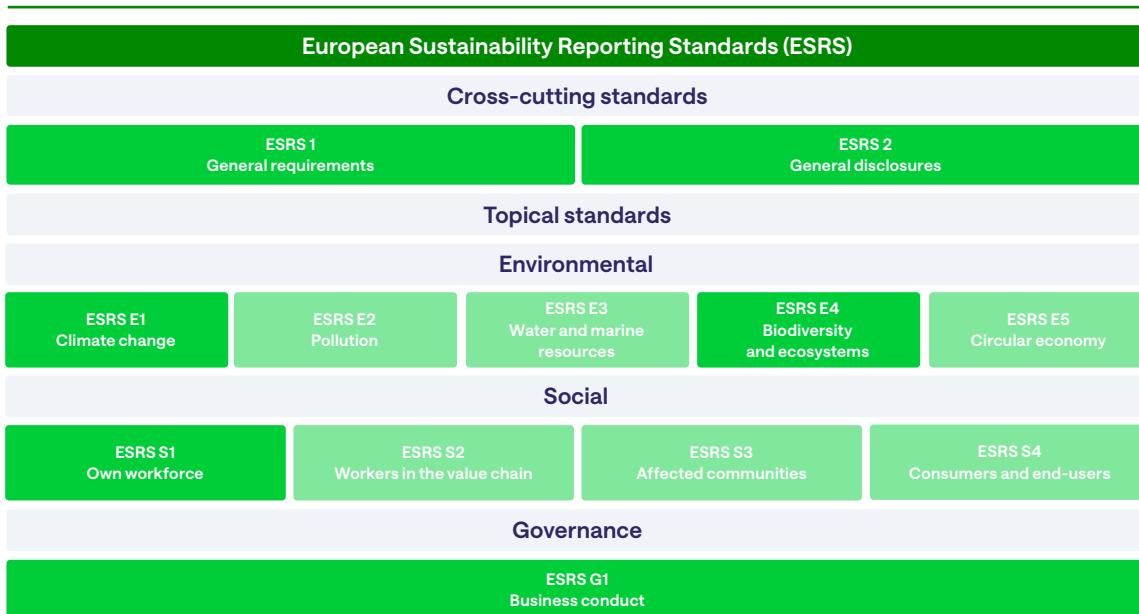 European Sustainability Reporting Standards (ESRS)
Cross-cutting standards
ESRS 1
General requirements
ESRS 2
General disclosures
Topical standards
Environmental
ESRS E1
Climate change
ESRS E2
Pollution
ESRS E3
Water and marine
resources
ESRS E4
Biodiversity
and ecosystems
ESRS E5
Circular economy
Social
ESRS S1
Own workforce
ESRS S2
Workers in the value chain
ESRS S3
Affected communities
ESRS S4
Consumers and end-users
Governance
ESRS G1
Business conduct